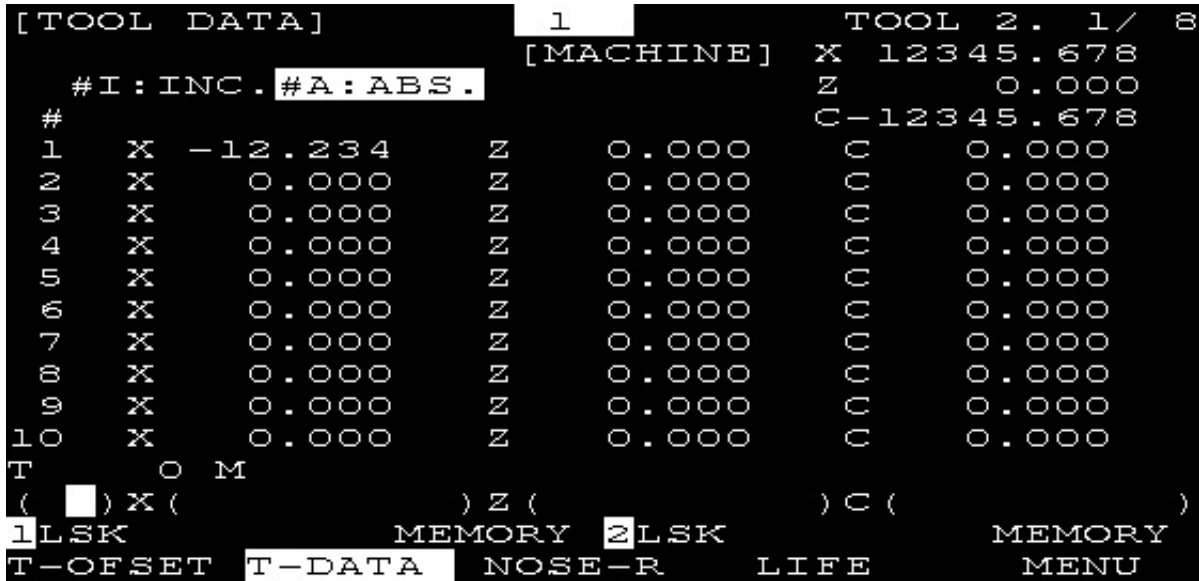 [TOOL DATA] 1 TOOL 2. 1/ 8
[MACHINE] X 12345.678
#I:INC. #A:ABS. Z 0.000
# C-12345.678
1 X -12.234 Z 0.000 C 0.000
2 X 0.000 Z 0.000 C 0.000
3 X 0.000 Z 0.000 C 0.000
4 X 0.000 Z 0.000 C 0.000
5 X 0.000 Z 0.000 C 0.000
6 X 0.000 Z 0.000 C 0.000
7 X 0.000 Z 0.000 C 0.000
8 X 0.000 Z 0.000 C 0.000
9 X 0.000 Z 0.000 C 0.000
10 X 0.000 Z 0.000 C 0.000
T 0 M
( )X( )Z( )C( )
1LSK MEMORY 2LSK MEMORY
T-OFSET T-DATA NOSE-R LIFE MENU